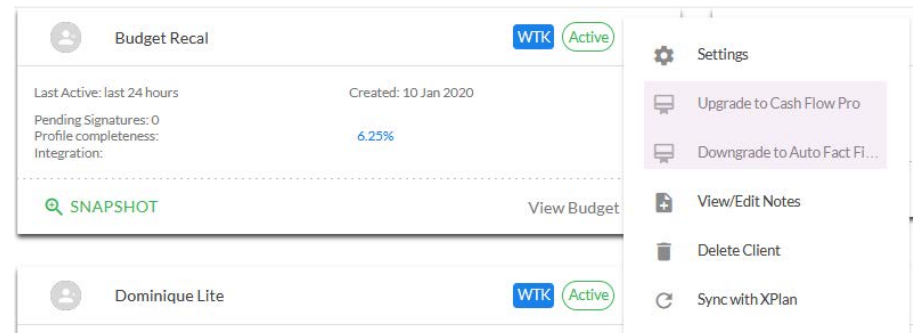 Budget Recal WTK Active
Last Active: last 24 hours Created: 10 Jan 2020
Pending Signatures: 0
Profile completeness: 6.25%
Integration:
SNAPSHOT View Budget
Dominique Lite WTK Active
Settings
Upgrade to Cash Flow Pro
Downgrade to Auto Fact Fi...
View/Edit Notes
Delete Client
Sync with XPlan